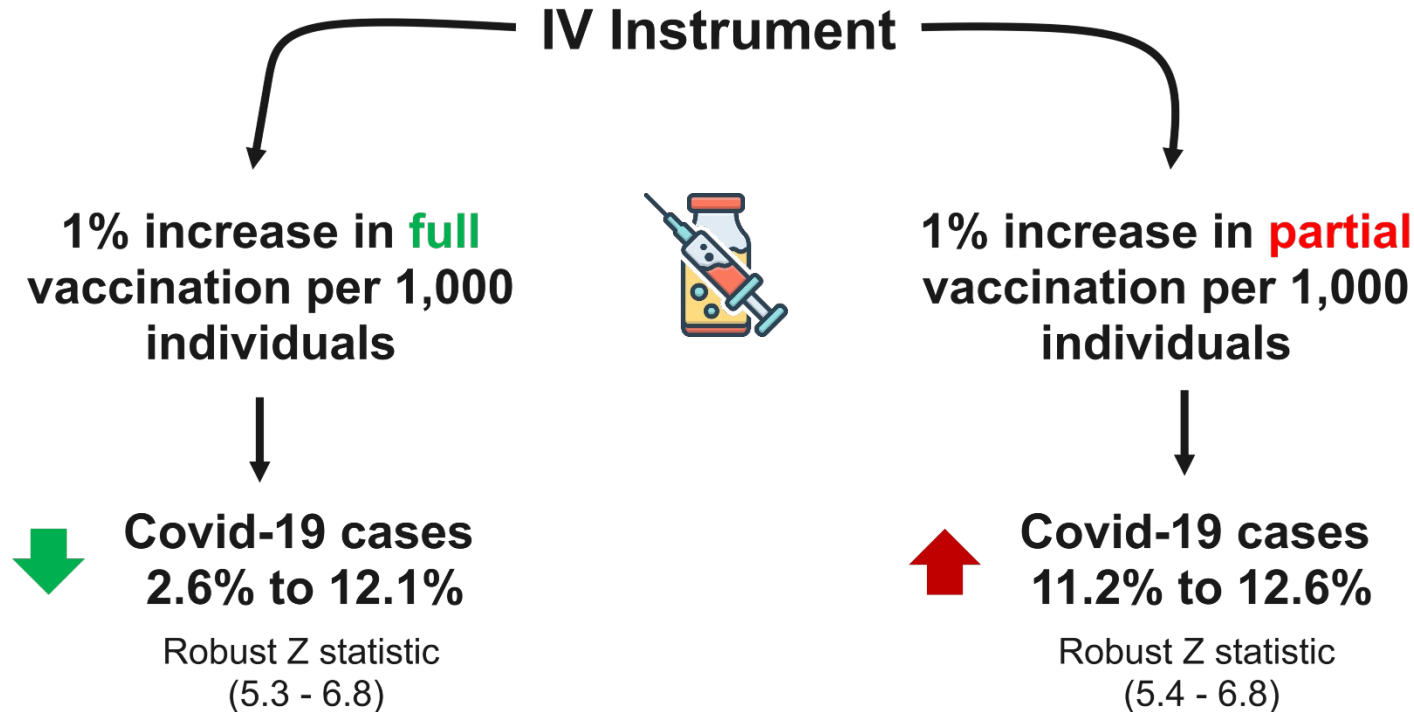 IV Instrument
1% increase in full
vaccination per 1,000
individuals
Covid-19 cases
2.6% to 12.1%
Robust Z statistic
(5.3 - 6.8)
1% increase in partial
vaccination per 1,000
individuals
Covid-19 cases
11.2% to 12.6%
Robust Z statistic
(5.4 - 6.8)